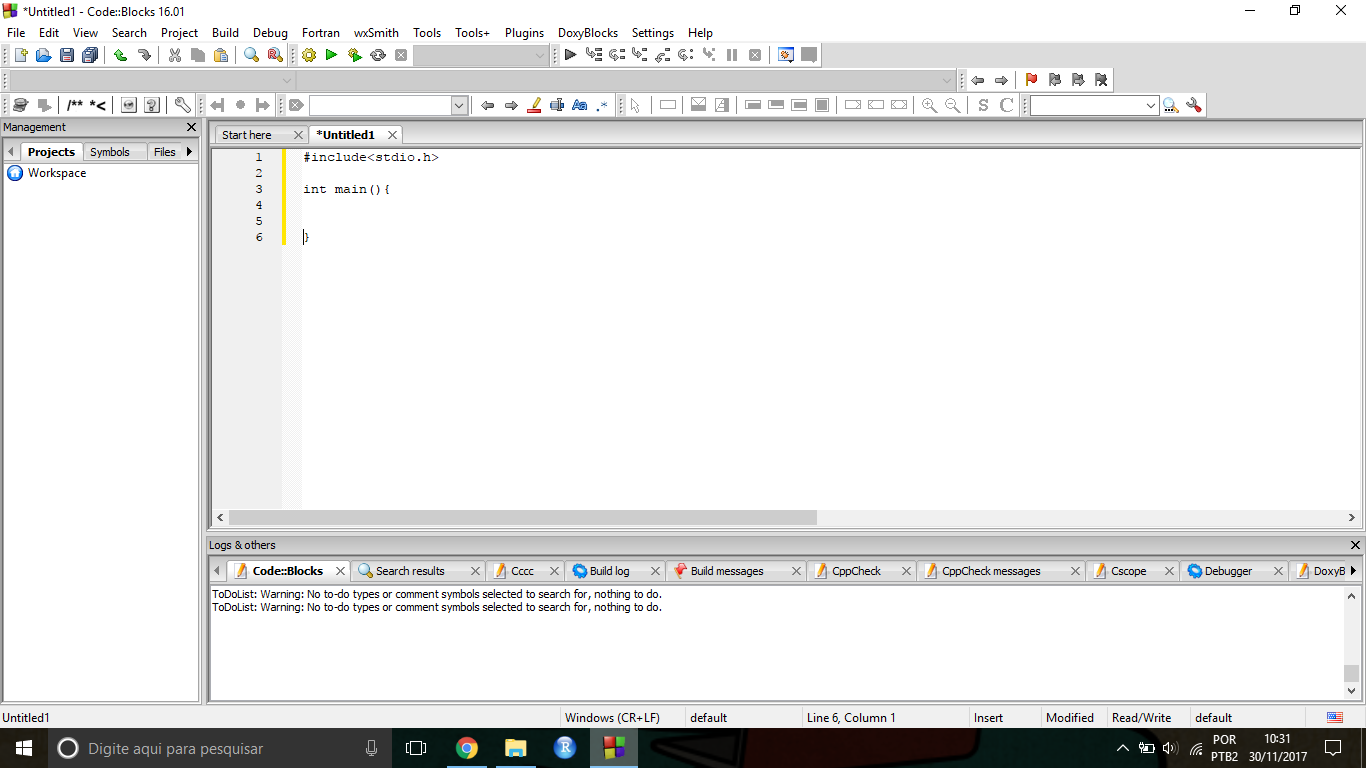 *Untitled1 - Code::Blocks 16.01
File Edit View Search Project Build Debug Fortran wxSmith Tools Tools+ Plugins DoxyBlocks Settings Help
/** *< Aa .* S C
Management
Start here *Untitled1
Projects Symbols Files
Workspace
1 #include<stdio.h>
2
3 int main(){
4
5
6 }
Logs & others
Code::Blocks Search results Cccc Build log Build messages CppCheck CppCheck messages Cscope Debugger DoxyB
ToDoList: Warning: No to-do types or comment symbols selected to search for, nothing to do.
ToDoList: Warning: No to-do types or comment symbols selected to search for, nothing to do.
Untitled1 Windows (CR+LF) default Line 6, Column 1 Insert Modified Read/Write default
Digite aqui para pesquisar
R
POR 10:31
PTB2 30/11/2017